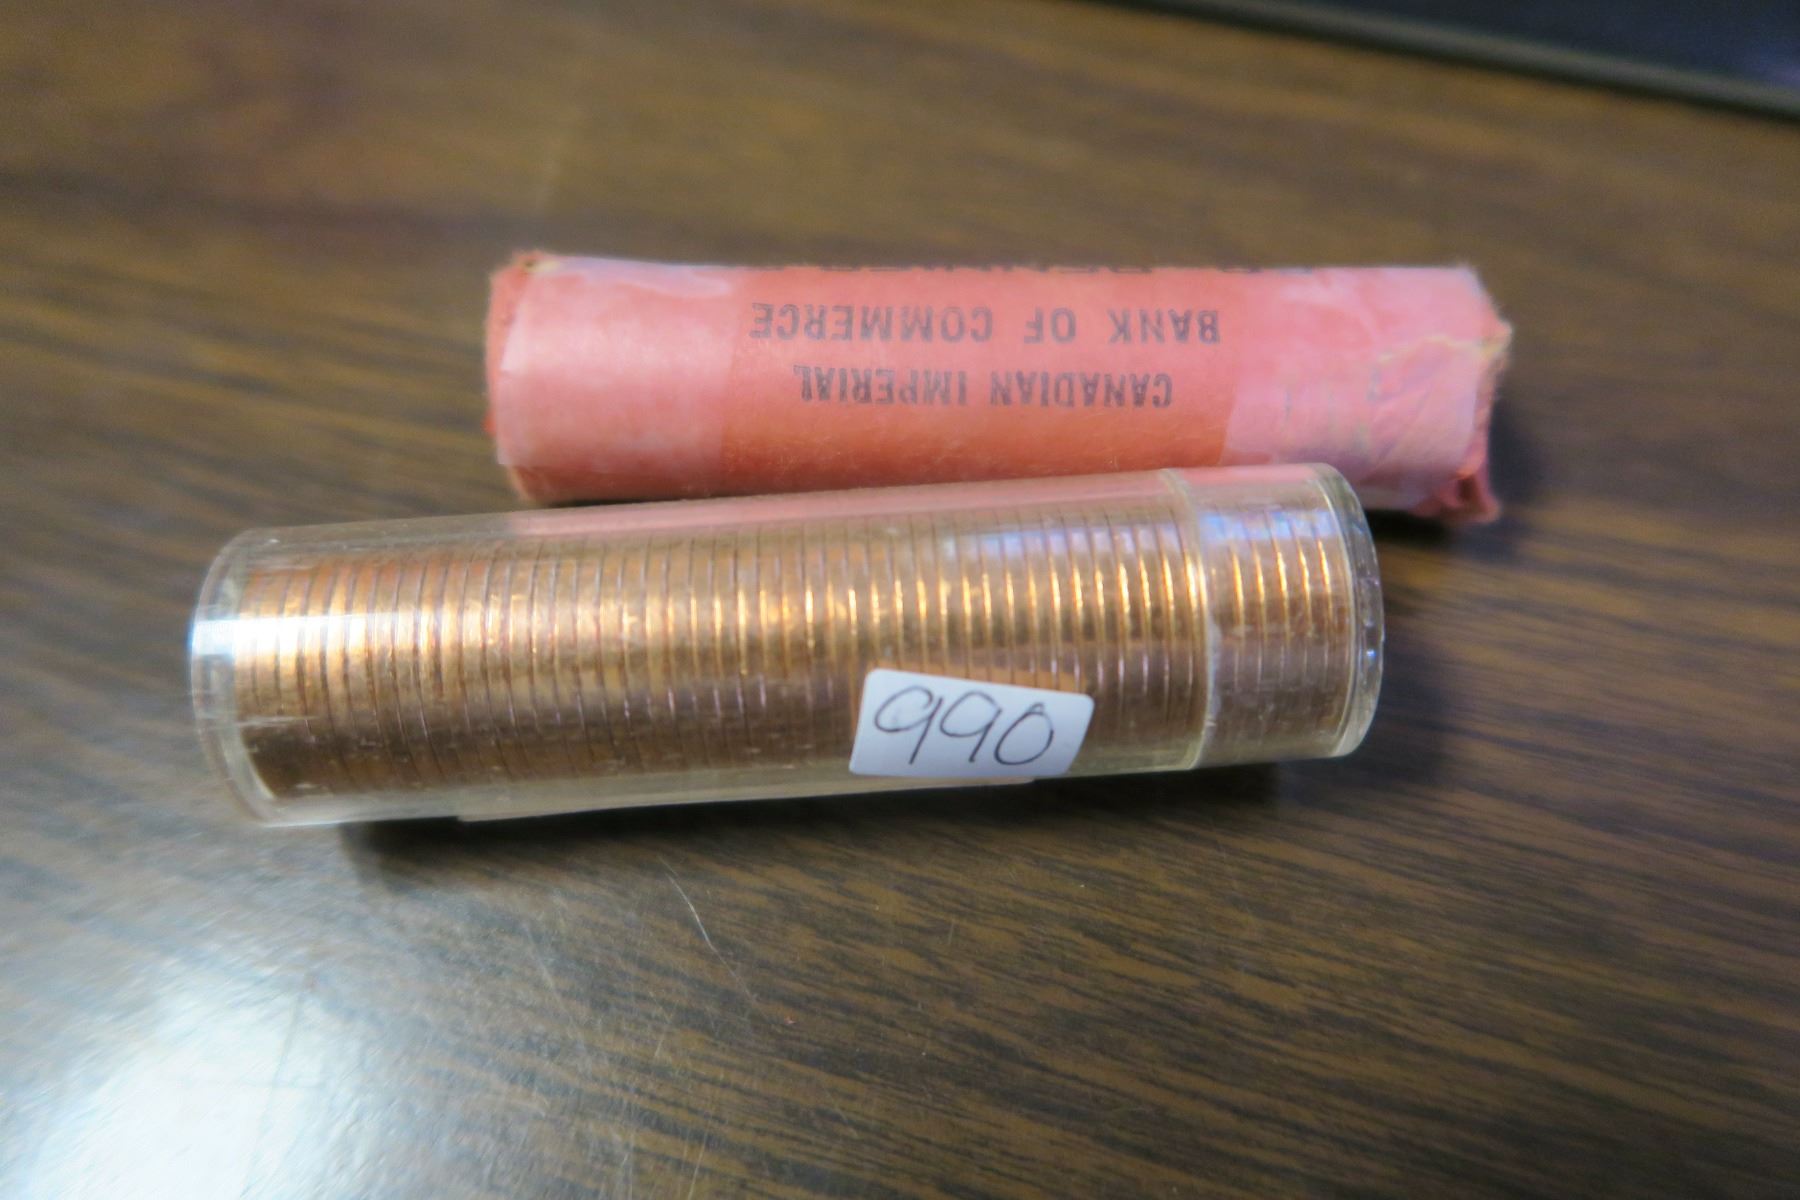 CANADIAN IMPERIAL
BANK OF COMMERCE
990